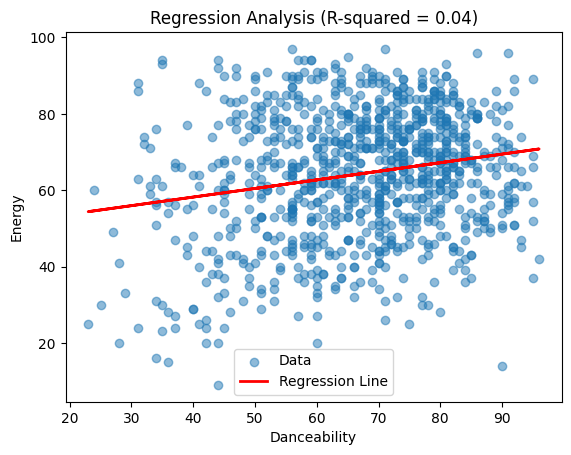 Regression Analysis (R-squared = 0.04)
100
80
60
40
20
Energy
Data
Regression Line
20 30 40 50 60 70 80 90
Danceability